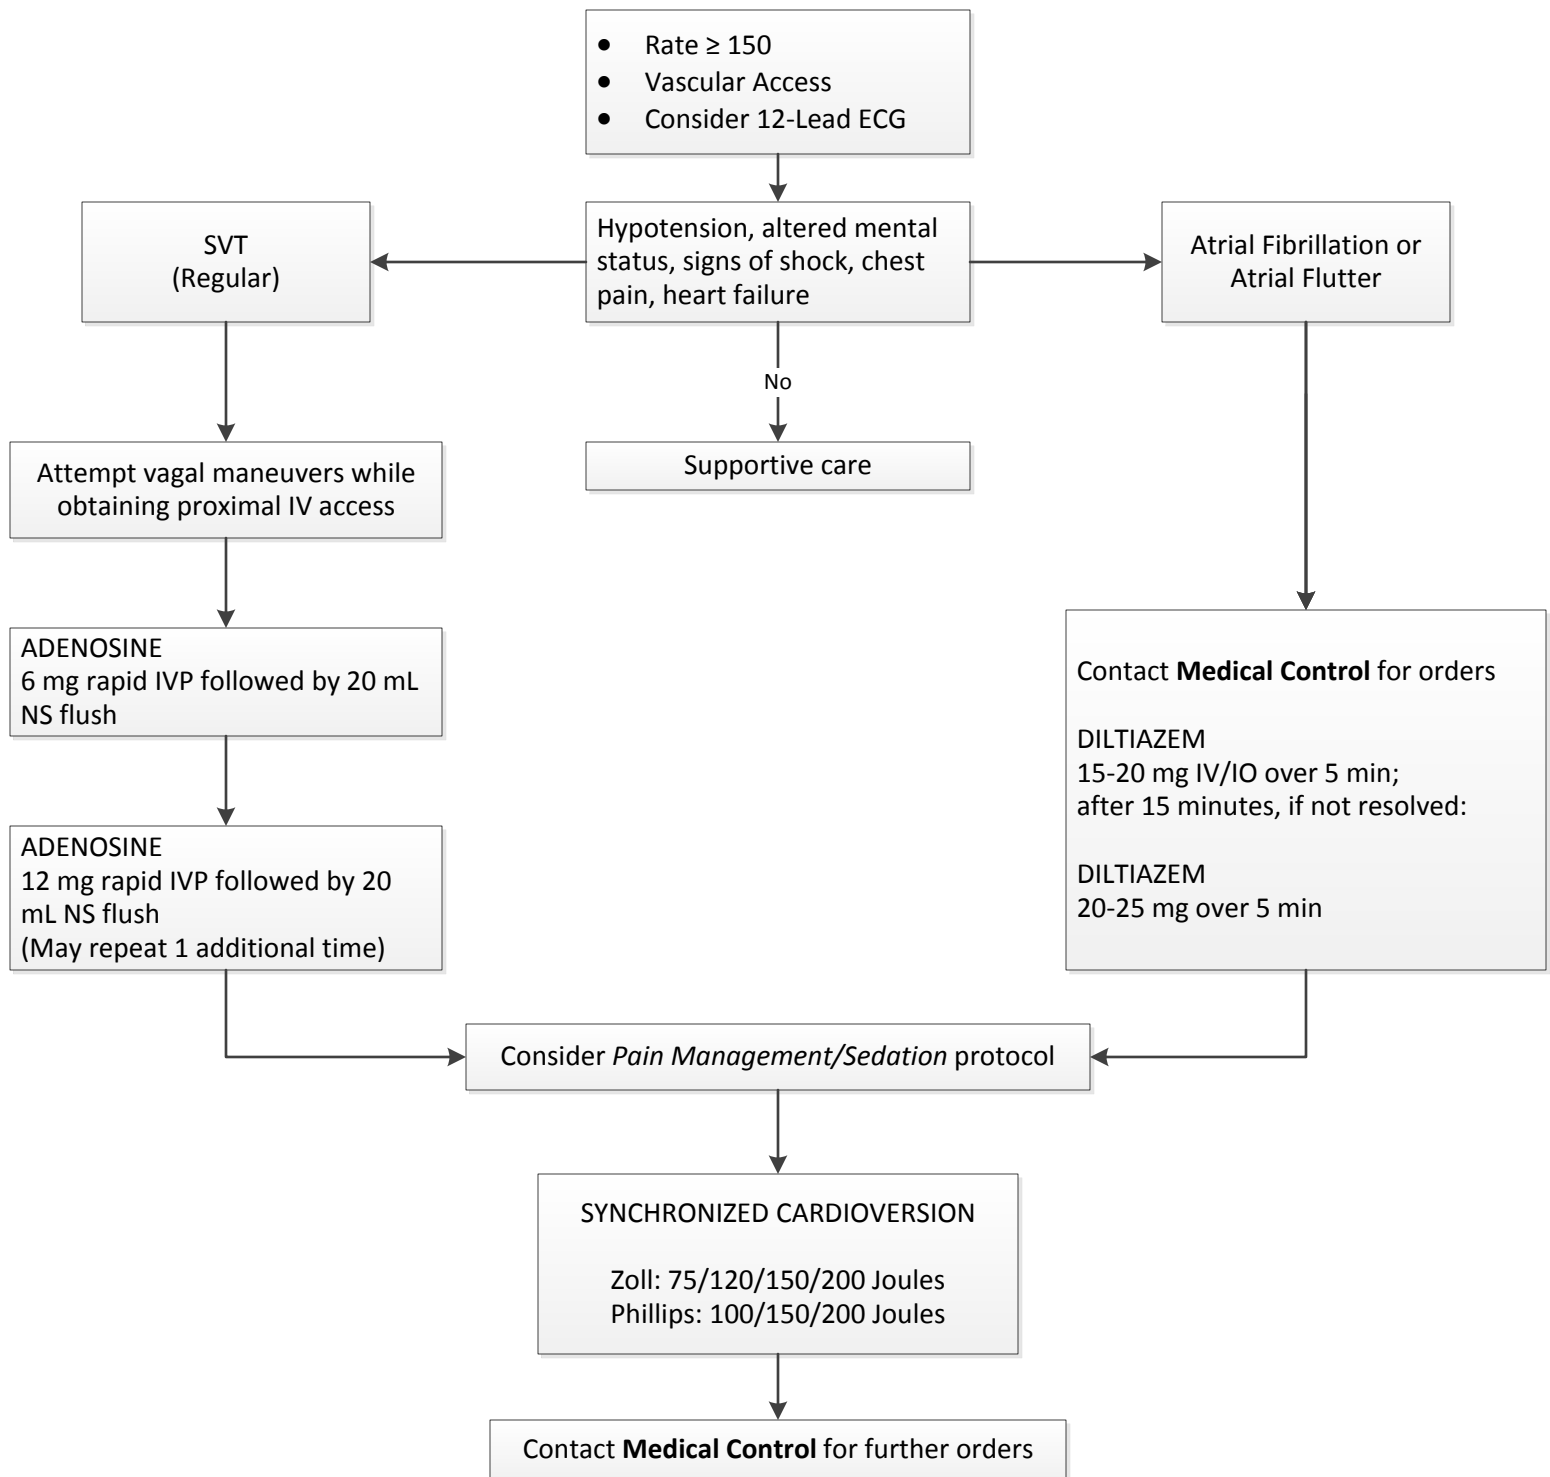 • Rate ≥ 150
• Vascular Access
• Consider 12-Lead ECG
SVT
(Regular)
Hypotension, altered mental
status, signs of shock, chest
pain, heart failure
Atrial Fibrillation or
Atrial Flutter
No
Supportive care
Attempt vagal maneuvers while
obtaining proximal IV access
ADENOSINE
6 mg rapid IVP followed by 20 mL
NS flush
ADENOSINE
12 mg rapid IVP followed by 20
mL NS flush
(May repeat 1 additional time)
Contact Medical Control for orders
DILTIAZEM
15-20 mg IV/IO over 5 min;
after 15 minutes, if not resolved:
DILTIAZEM
20-25 mg over 5 min
Consider Pain Management/Sedation protocol
SYNCHRONIZED CARDIOVERSION
Zoll: 75/120/150/200 Joules
Phillips: 100/150/200 Joules
Contact Medical Control for further orders